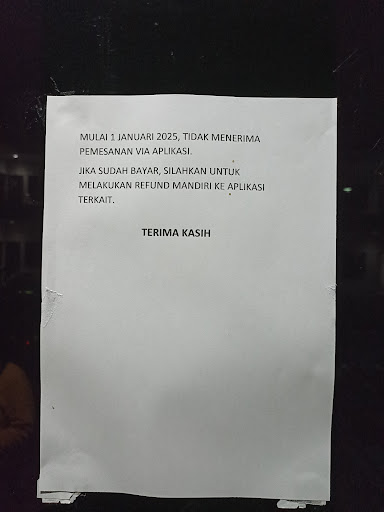 MULAI 1 JANUARI 2025, TIDAK MENERIMA
PEMESANAN VIA APLIKASI.
JIKA SUDAH BAYAR, SILAHKAN UNTUK
MELAKUKAN REFUND MANDIRI KE APLIKASI
TERKAIT.
TERIMA KASIH